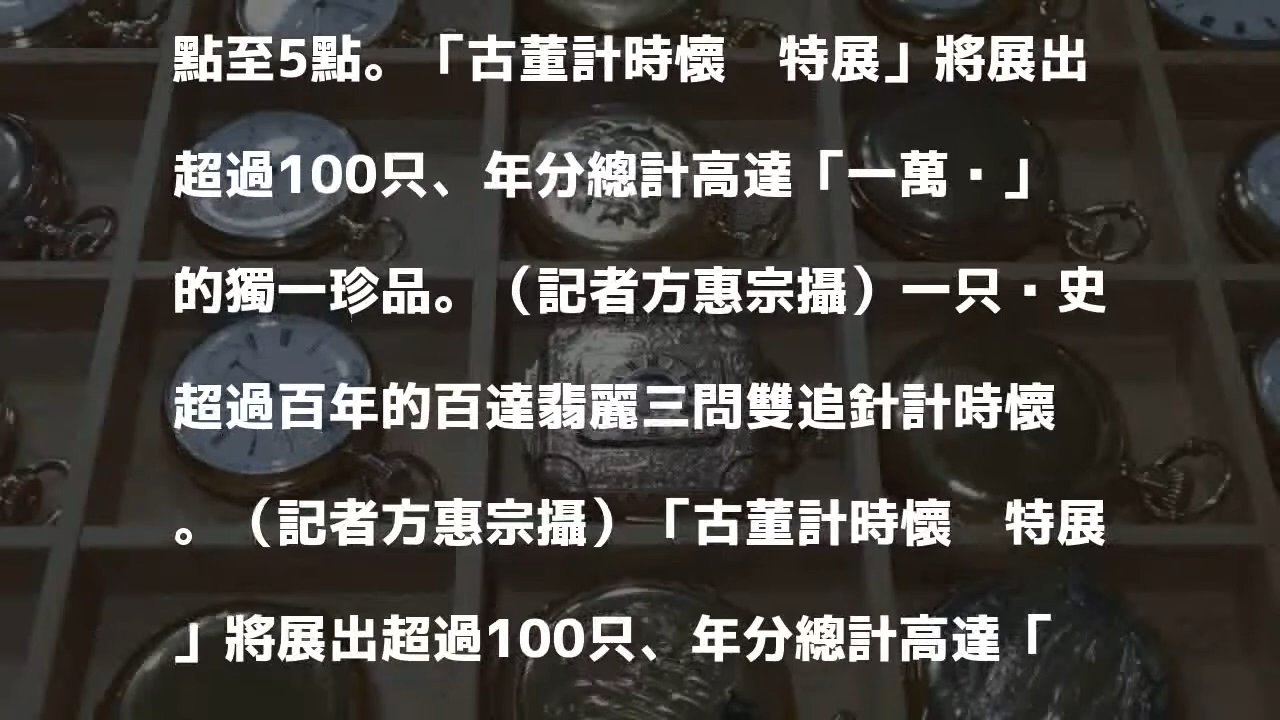 點至5點。「古董計時懷　特展」將展出
超過100只、年分總計高達「一萬・」
的獨一珍品。（記者方惠宗攝）一只・史
超過百年的百達翡麗三問雙追針計時懷
。（記者方惠宗攝）「古董計時懷　特展
」將展出超過100只、年分總計高達「